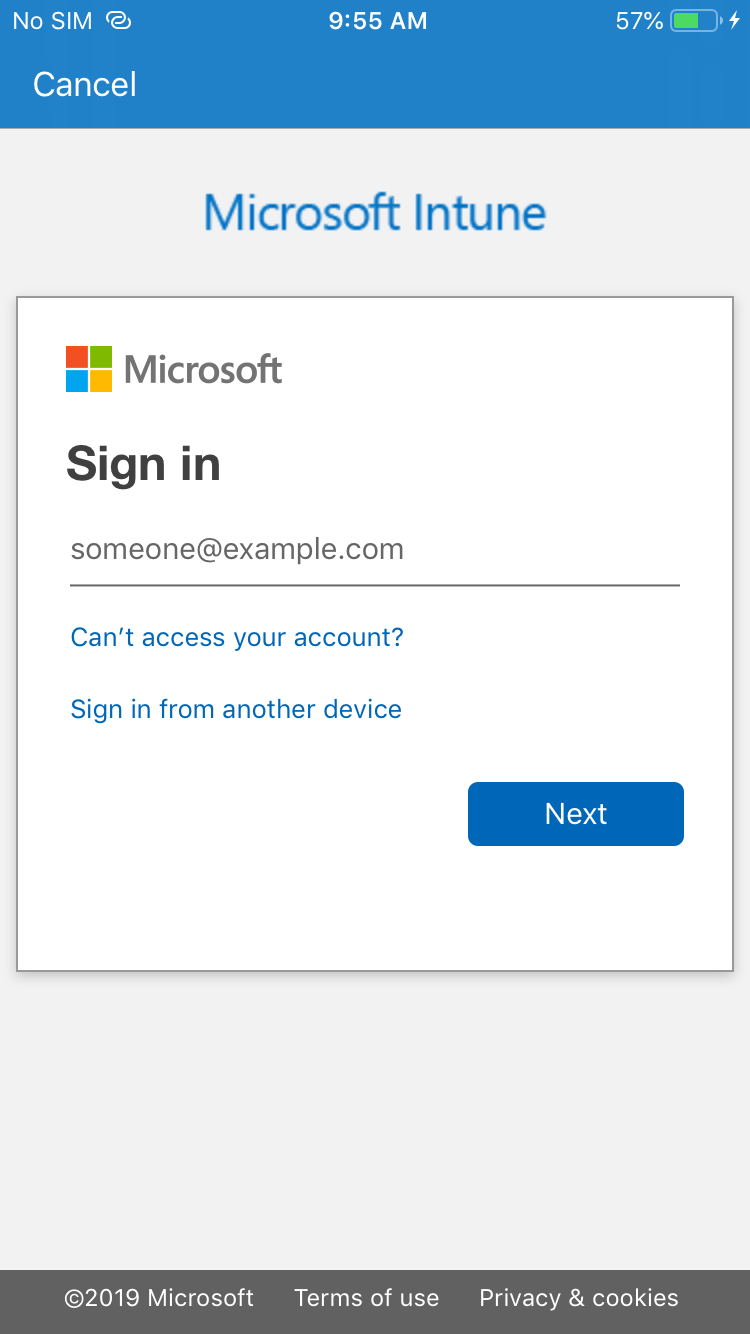 No SIM 9:55 AM 57%
Cancel
Microsoft Intune
Microsoft
Sign in
someone@example.com
Can’t access your account?
Sign in from another device
Next
©2019 Microsoft Terms of use Privacy & cookies